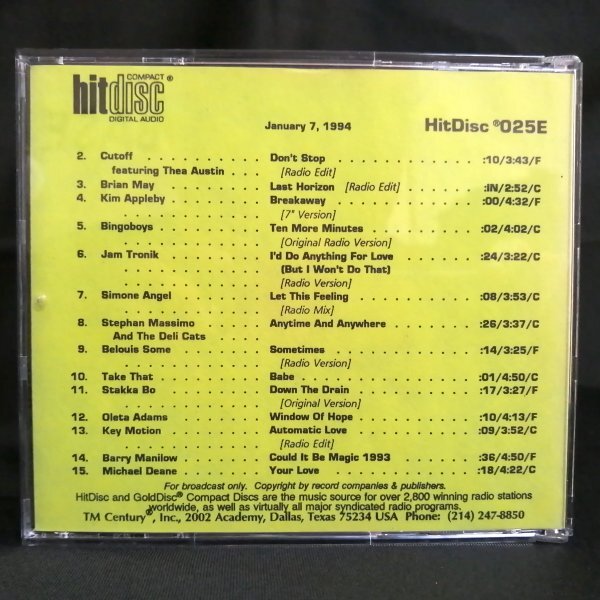 COMPACT
hitdisc®
DIGITAL AUDIO
January 7, 1994 HitDisc ®025E
2. Cutoff . . . . . . . . . . . Don't Stop . . . . . . . . . . . . :10/3:43/F
featuring Thea Austin . . . . [Radio Edit]
3. Brian May . . . . . . . . . . Last Horizon [Radio Edit] . . . . :IN/2:52/C
4. Kim Appleby . . . . . . . . . Breakaway . . . . . . . . . . . . :00/4:32/F
[7" Version]
5. Bingoboys . . . . . . . . . . Ten More Minutes . . . . . . . . . :02/4:02/C
[Original Radio Version]
6. Jam Tronik . . . . . . . . . . I'd Do Anything For Love . . . . . :24/3:22/C
(But I Won't Do That)
[Radio Version]
7. Simone Angel . . . . . . . . . Let This Feeling . . . . . . . . . :08/3:53/C
[Radio Mix]
8. Stephan Massimo . . . . . . . Anytime and Anywhere . . . . . . . :26/3:37/C
And The Deli Cats . . . . .
9. Belouis Some . . . . . . . . . Sometimes . . . . . . . . . . . . :14/3:25/F
[Radio Version]
10. Take That . . . . . . . . . . Babe . . . . . . . . . . . . . . . :01/4:50/C
11. Stakka Bo . . . . . . . . . . Down The Drain . . . . . . . . . . :17/3:27/F
[Original Version]
12. Oleta Adams . . . . . . . . . Window Of Hope . . . . . . . . . . :10/4:13/F
13. Key Motion . . . . . . . . . . Automatic Love . . . . . . . . . . :09/3:52/C
[Radio Edit]
14. Barry Manilow . . . . . . . . Could It Be Magic 1993 . . . . . . :36/4:50/F
15. Michael Deane . . . . . . . . Your Love . . . . . . . . . . . . :18/4:22/C
For broadcast only. Copyright by record companies & publishers.
HitDisc and GoldDisc® Compact Discs are the music source for over 2,800 winning radio stations
worldwide, as well as virtually all major syndicated radio programs.
TM Century®, Inc., 2002 Academy, Dallas, Texas 75234 USA Phone: (214) 247-8850